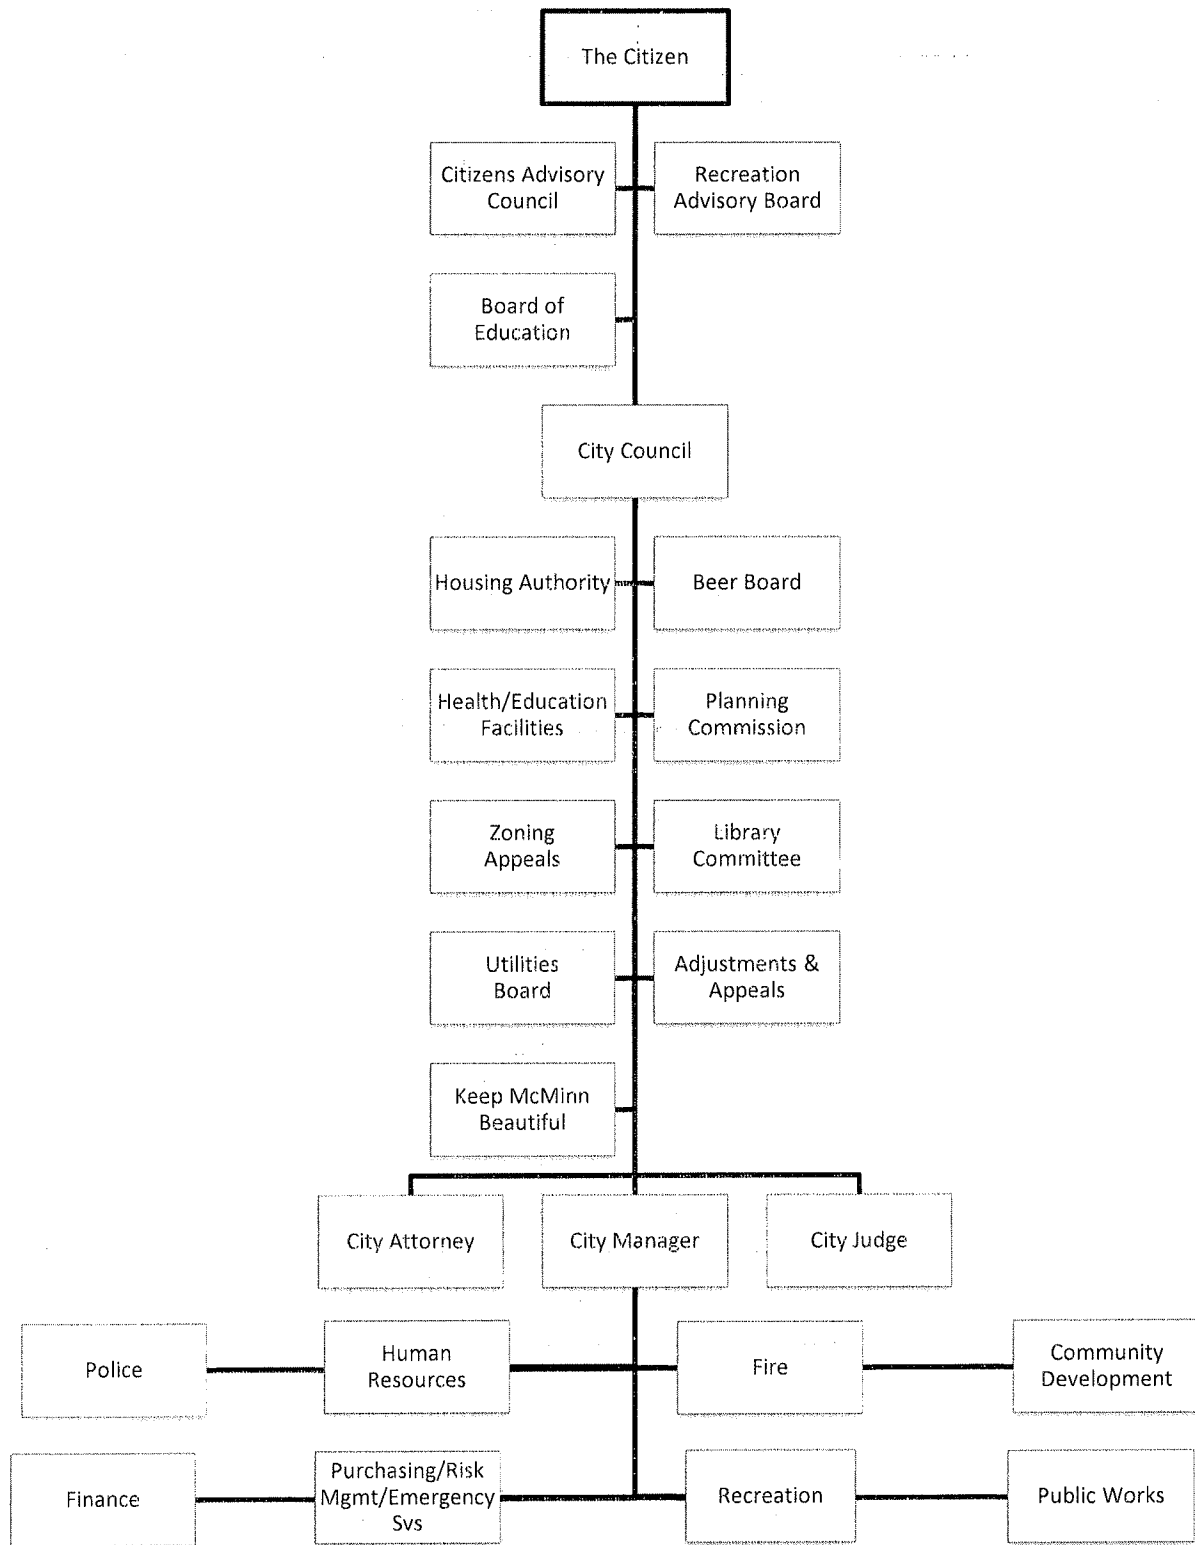 The Citizen
Citizens Advisory
Council
Recreation
Advisory Board
Board of
Education
City Council
Housing Authority
Beer Board
Health/Education
Facilities
Planning
Commission
Zoning
Appeals
Library
Committee
Utilities
Board
Adjustments &
Appeals
Keep McMinn
Beautiful
City Attorney
City Manager
City Judge
Police
Human
Resources
Fire
Community
Development
Finance
Purchasing/Risk
Mgmt/Emergency
Svs
Recreation
Public Works